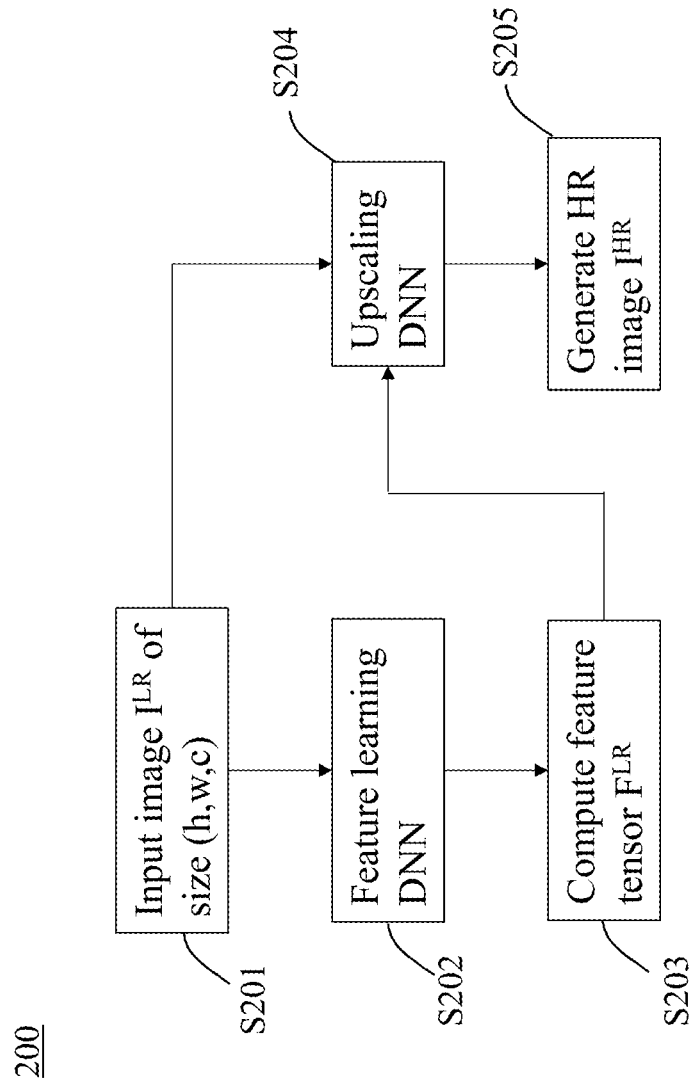 200
Input image I^LR of
size (h,w,c)
S201
Feature learning
DNN
S202
Compute feature
tensor F^LR
S203
Upscaling
DNN
S204
Generate HR
image I^HR
S205